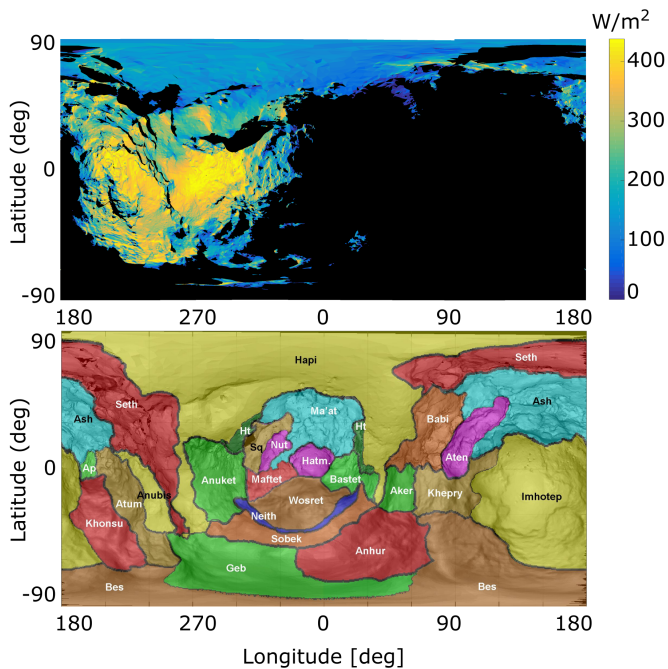 W/m²
90
0
-90
Latitude (deg)
180
270
0
90
180
400
300
200
100
0
90
0
-90
Latitude (deg)
Hapi
Seth
Ash
Seth
Ma'at
Ht
Ht
Sq
Nut
Babi
Ash
Ap
Hatm.
Aten
Anuket
Maftet
Bastet
Anubis
Atum
Wosret
Aker
Khepry
Imhotep
Khonsu
Neith
Sobek
Anhur
Geb
Bes
Bes
180
270
0
90
180
Longitude [deg]